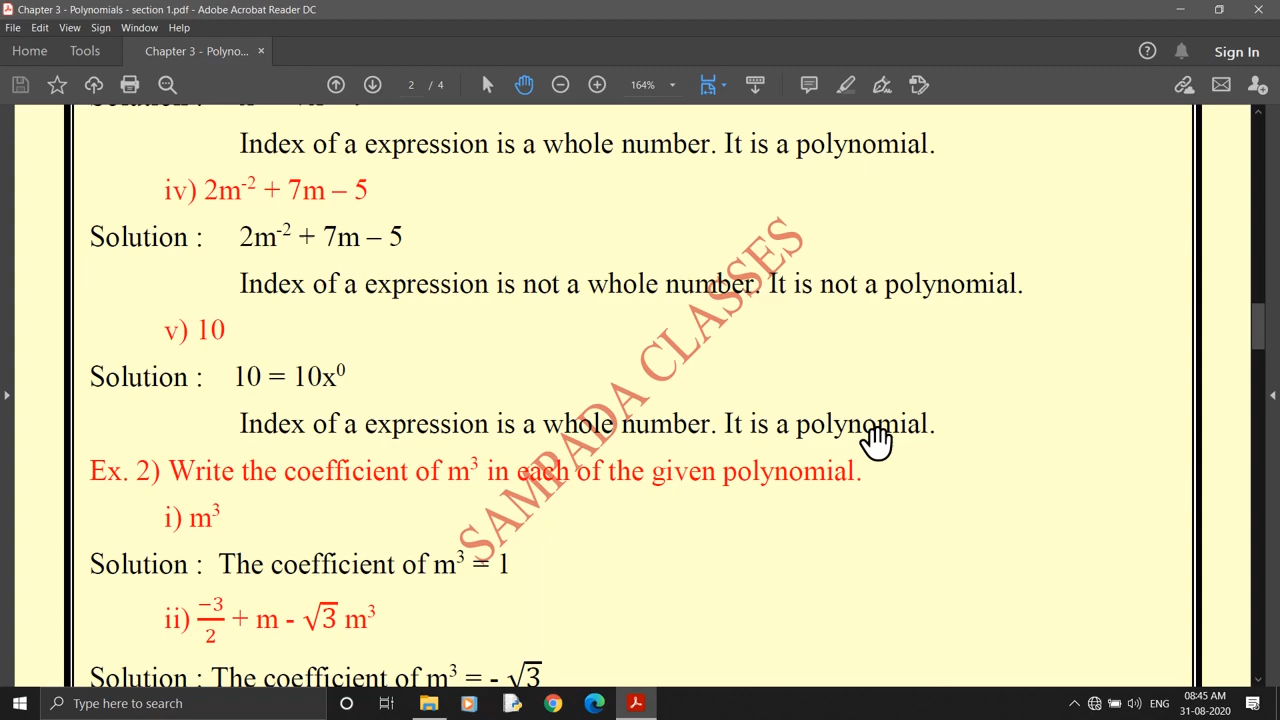 Chapter 3 - Polynomials - section 1.pdf - Adobe Acrobat Reader DC
File Edit View Sign Window Help
Home Tools Chapter 3 - Polyno... × Sign In
2 / 4 164%
Index of a expression is a whole number. It is a polynomial.
iv) 2m⁻² + 7m – 5
Solution : 2m⁻² + 7m – 5
Index of a expression is not a whole number. It is not a polynomial.
v) 10
Solution : 10 = 10x⁰
Index of a expression is a whole number. It is a polynomial.
Ex. 2) Write the coefficient of m³ in each of the given polynomial.
i) m³
Solution : The coefficient of m³ = 1
ii) −3/2 + m - √3 m³
Solution : The coefficient of m³ = - √3
SAMPADA CLASSES
Type here to search
ENG
08:45 AM
31-08-2020